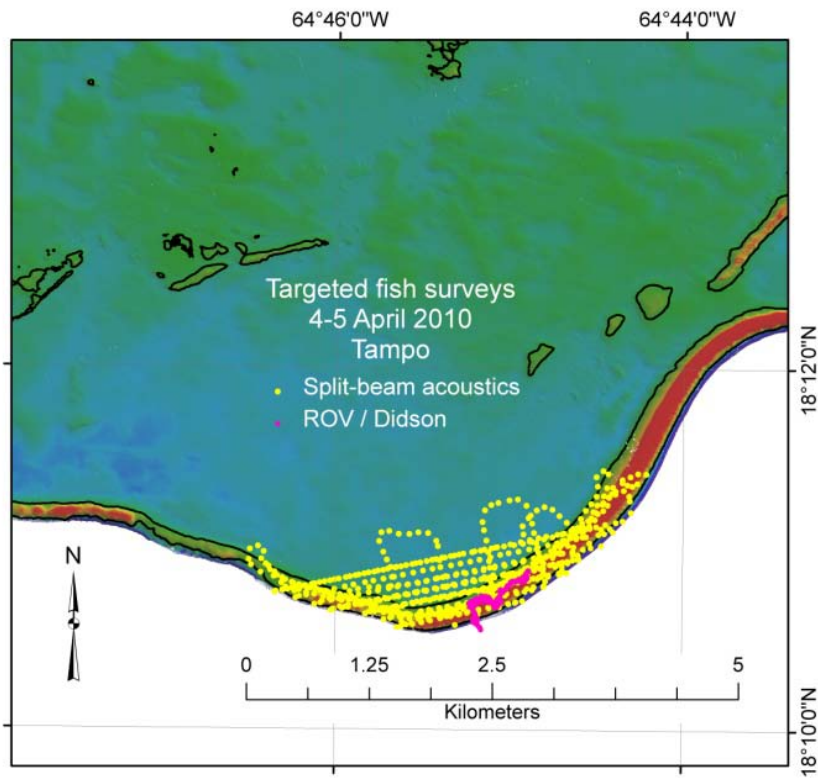 64°46'0"W 64°44'0"W
Targeted fish surveys
4-5 April 2010
Tampo
Split-beam acoustics
ROV / Didson
18°12'0"N
N
0 1.25 2.5 5
Kilometers
18°10'0"N